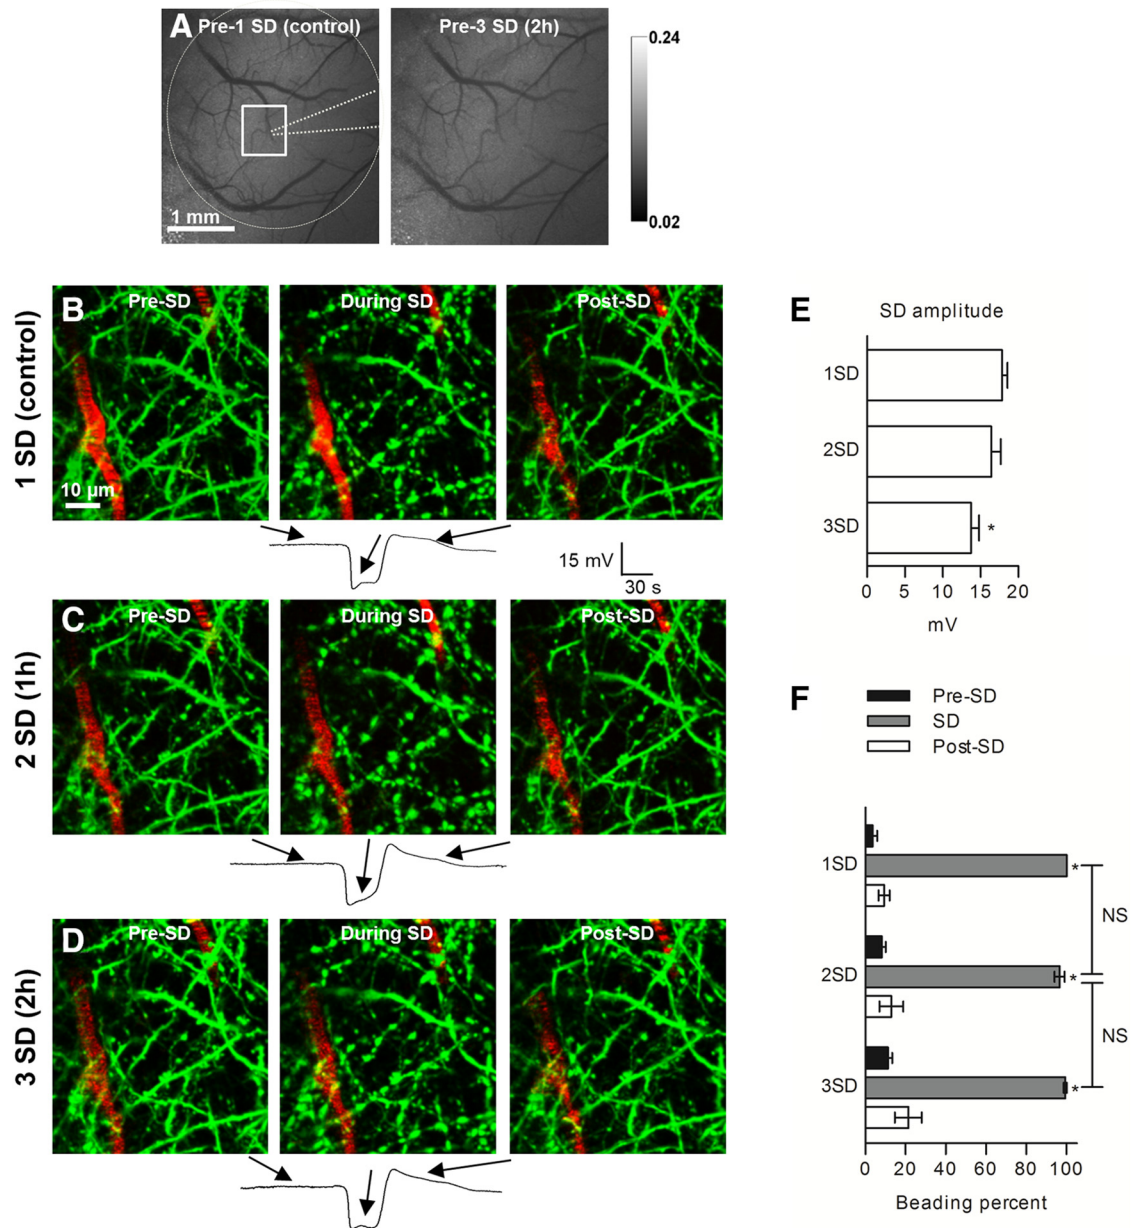 A Pre-1 SD (control)
Pre-3 SD (2h)
0.24
0.02
1 mm
1 SD (control)
B Pre-SD
During SD
Post-SD
10 µm
15 mV
30 s
2 SD (1h)
C Pre-SD
During SD
Post-SD
3 SD (2h)
D Pre-SD
During SD
Post-SD
E
SD amplitude
1SD
2SD
3SD
*
0 5 10 15 20
mV
F
Pre-SD
SD
Post-SD
1SD
*
NS
2SD
*
NS
3SD
*
0 20 40 60 80 100
Beading percent